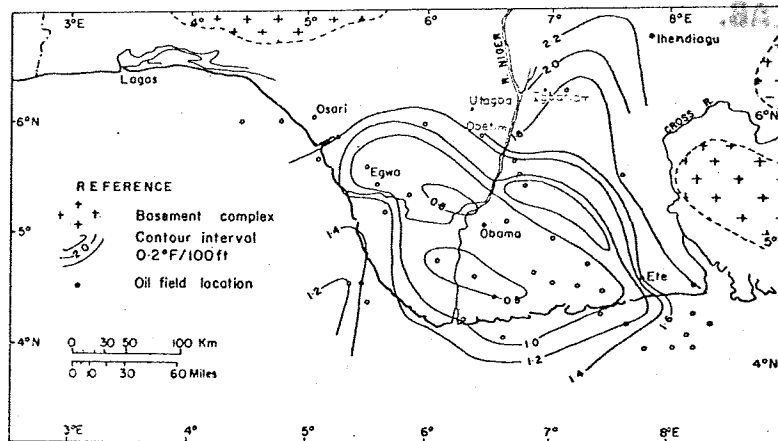 3°E
4°
5°
6°
7°
8°E
2.2
Ihendiagu
2.0
Lagos
R. NIGER
Osari
Utagba
Igbariam
6°N
Obetim
1.8
CROSS R.
6°N
Egwa
0.8
REFERENCE
Basement complex
Contour interval
0.2°F/100ft
20
Oil field location
5°
5°
Obama
1.4
1.2
Ete
0.8
1.0
1.2
1.6
1.4
4°N
4°N
0 10 30 50 100 Km
0 10 30 60 Miles
3°E
4°
5°
6°
7°
8°E